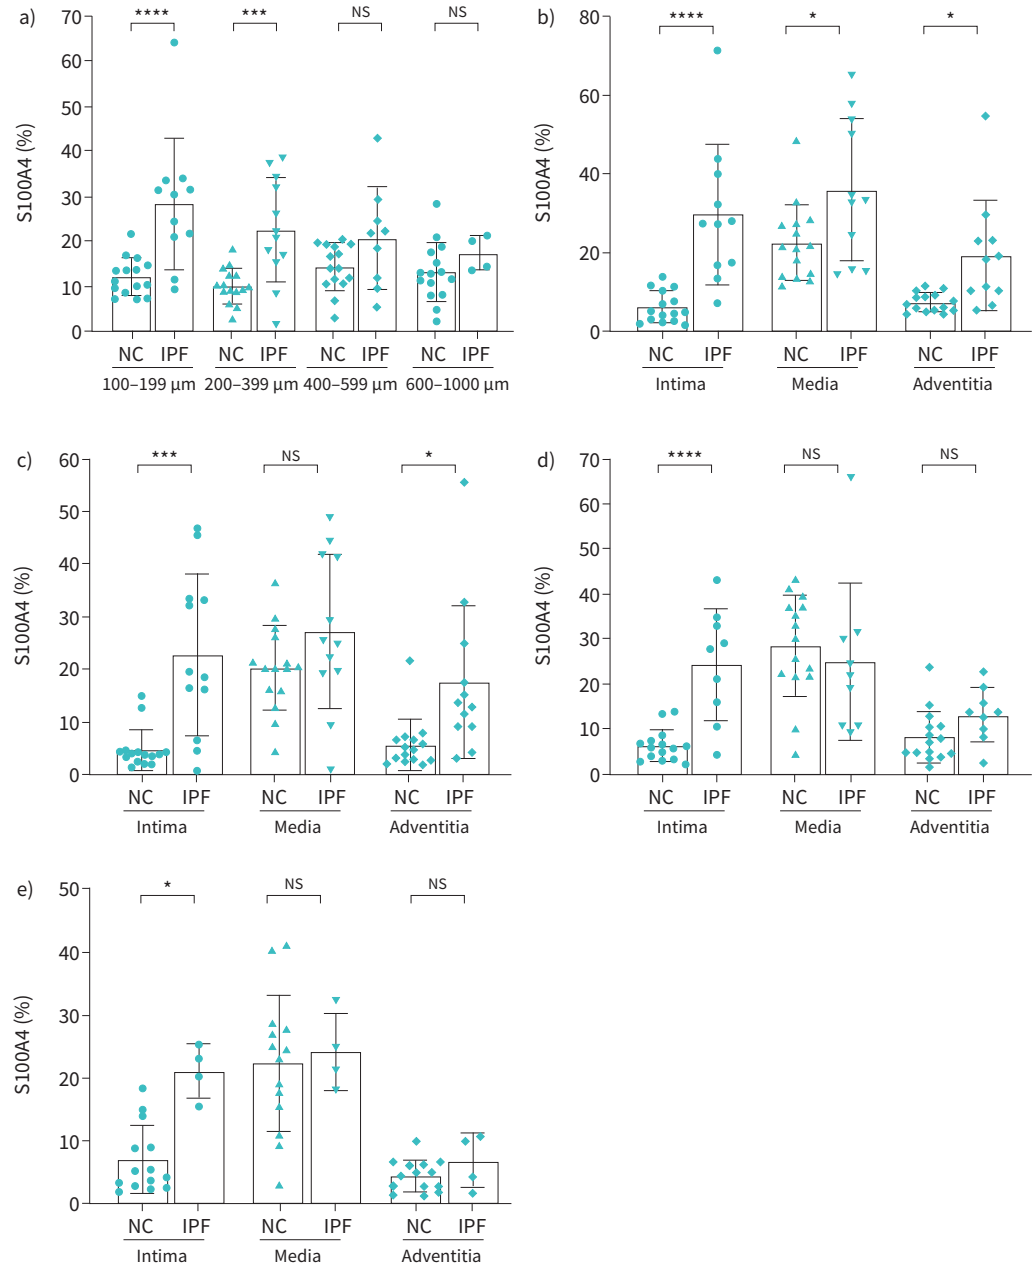 a)
S100A4 (%)
70
60
50
40
30
20
10
0
**** *** NS NS
NC IPF NC IPF NC IPF NC IPF
100–199 µm 200–399 µm 400–599 µm 600–1000 µm
b)
S100A4 (%)
80
60
40
20
0
**** * *
NC IPF NC IPF NC IPF
Intima Media Adventitia
c)
S100A4 (%)
60
50
40
30
20
10
0
*** NS *
NC IPF NC IPF NC IPF
Intima Media Adventitia
d)
S100A4 (%)
70
60
50
40
30
20
10
0
**** NS NS
NC IPF NC IPF NC IPF
Intima Media Adventitia
e)
S100A4 (%)
50
40
30
20
10
0
* NS NS
NC IPF NC IPF NC IPF
Intima Media Adventitia